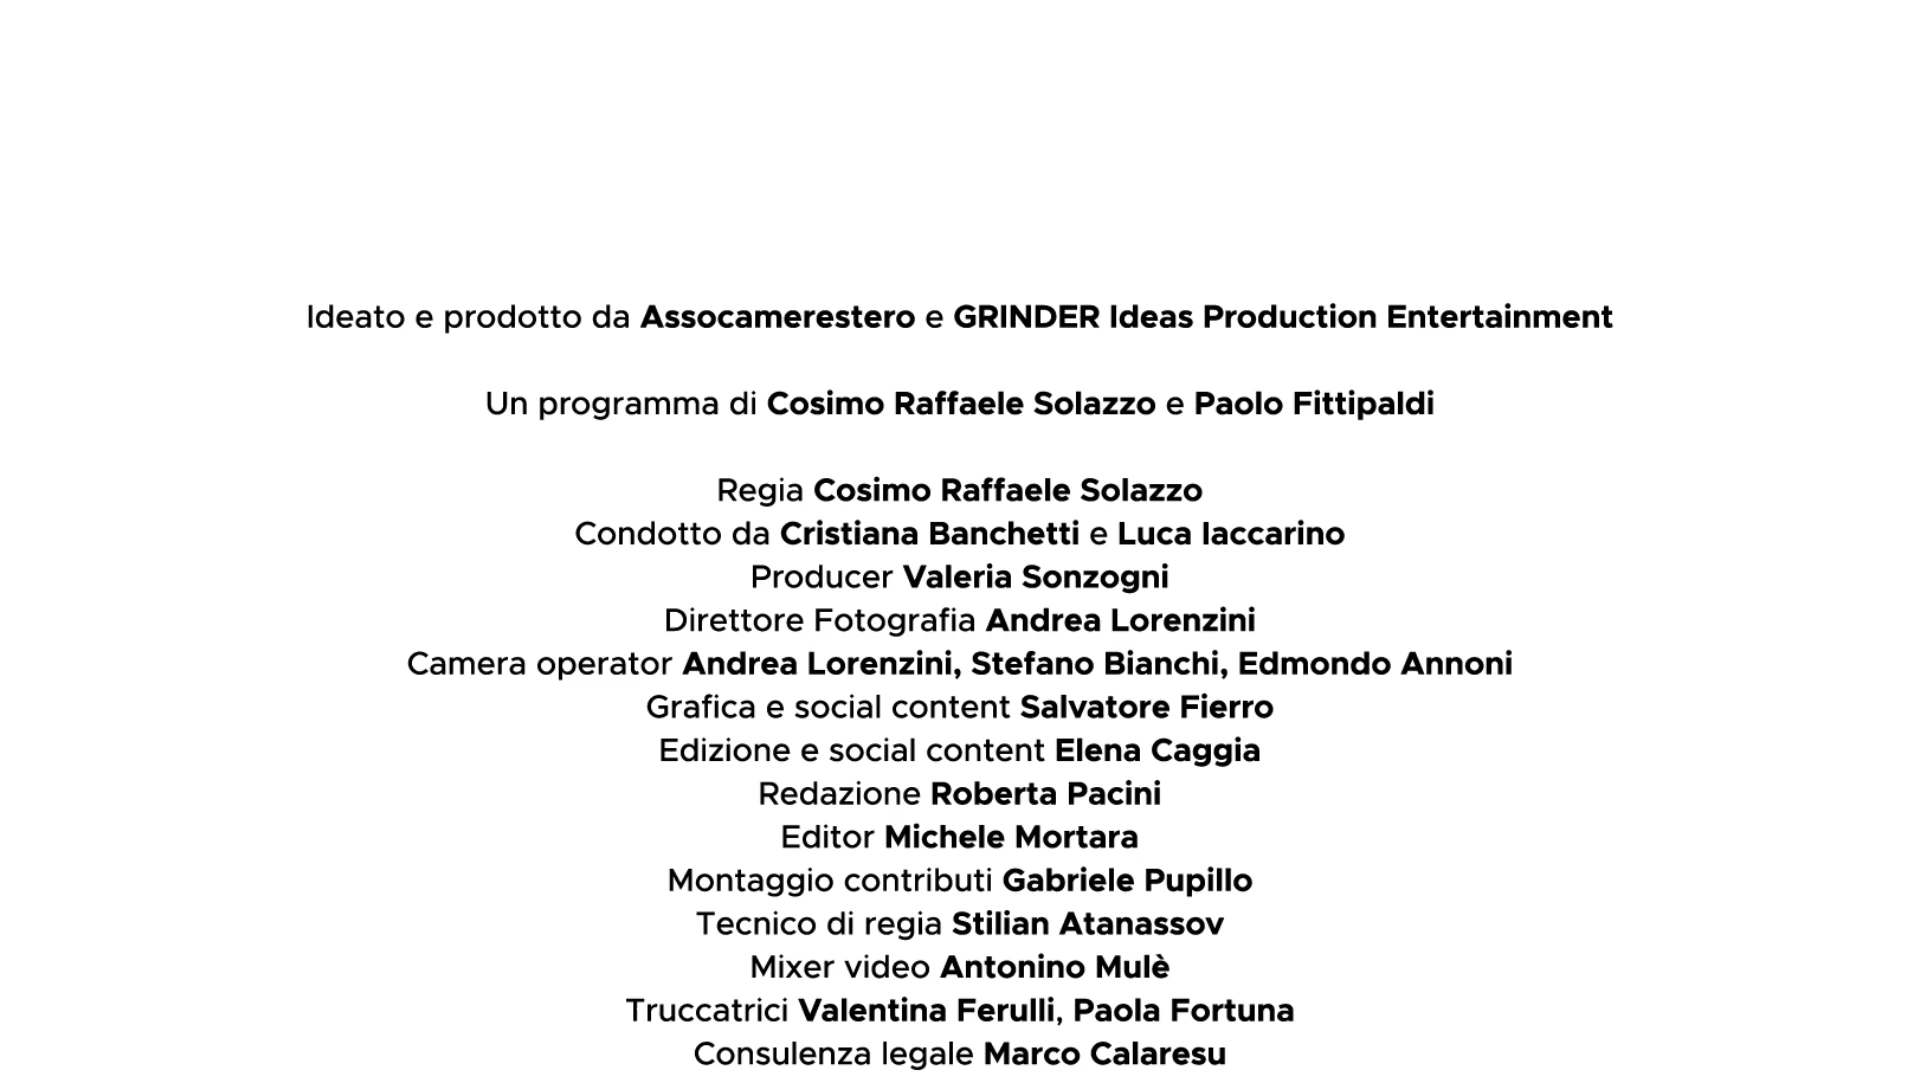 Ideato e prodotto da Assocamerestero e GRINDER Ideas Production Entertainment
Un programma di Cosimo Raffaele Solazzo e Paolo Fittipaldi
Regia Cosimo Raffaele Solazzo
Condotto da Cristiana Banchetti e Luca Iaccarino
Producer Valeria Sonzogni
Direttore Fotografia Andrea Lorenzini
Camera operator Andrea Lorenzini, Stefano Bianchi, Edmondo Annoni
Grafica e social content Salvatore Fierro
Edizione e social content Elena Caggia
Redazione Roberta Pacini
Editor Michele Mortara
Montaggio contributi Gabriele Pupillo
Tecnico di regia Stilian Atanassov
Mixer video Antonino Mulè
Truccatrici Valentina Ferulli, Paola Fortuna
Consulenza legale Marco Calaresu